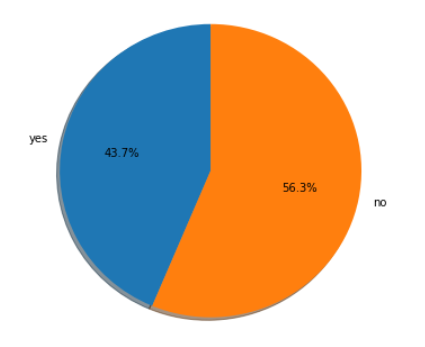 yes
43.7%
56.3%
no